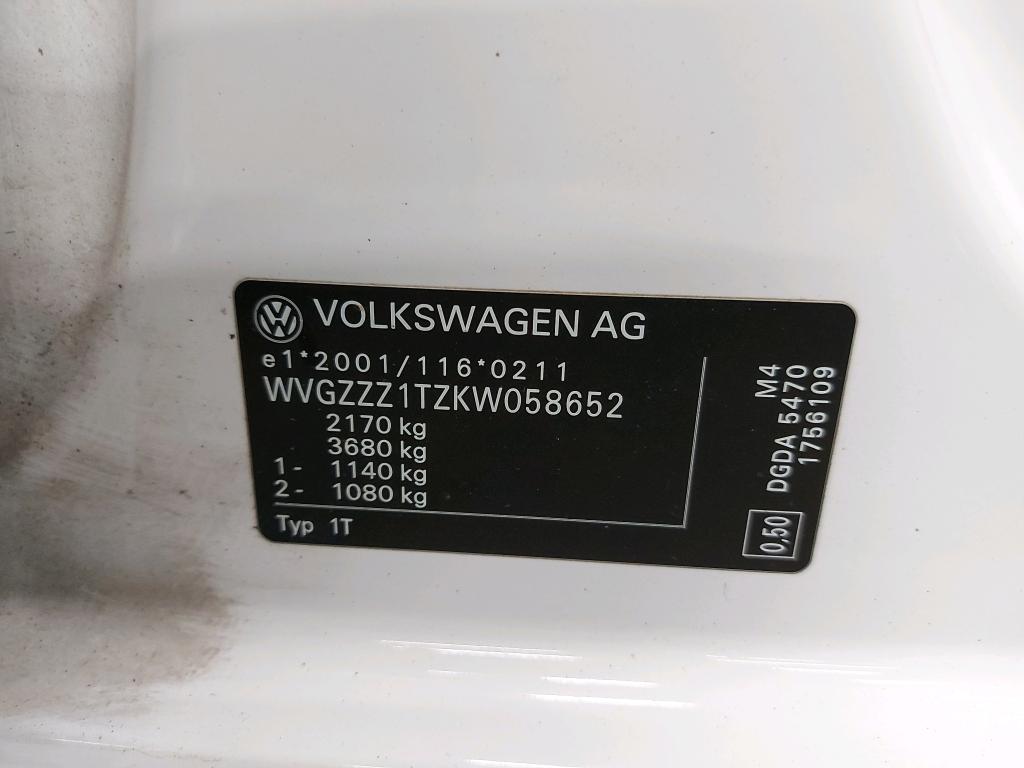 VOLKSWAGEN AG
e1*2001/116*0211
WVGZZZ1TZKW058652
2170 kg
3680 kg
1- 1140 kg
2- 1080 kg
Typ 1T
M4
DGDA 5470
1756109
0,50